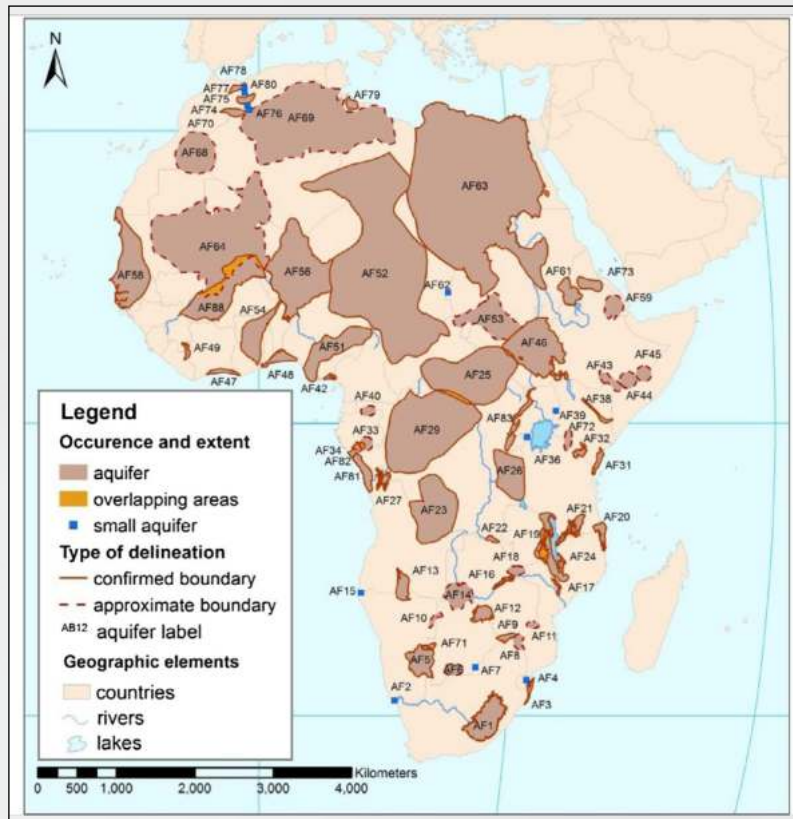 N
AF78
AF77
AF80
AF75
AF74
AF76
AF79
AF70
AF69
AF68
AF63
AF64
AF58
AF56
AF52
AF62
AF61
AF73
AF59
AF88
AF54
AF53
AF51
AF46
AF49
AF48
AF47
AF42
AF25
AF43
AF45
AF44
AF40
AF38
AF39
AF83
AF29
AF33
AF72
AF34
AF32
AF82
AF36
AF31
AF81
AF26
AF27
AF23
AF21
AF20
AF22
AF19
AF24
AF18
AF13
AF16
AF17
AF15
AF14
AF12
AF10
AF9
AF11
AF71
AF8
AF5
AF6
AF7
AF4
AF2
AF3
AF1
Legend
Occurence and extent
aquifer
overlapping areas
small aquifer
Type of delineation
confirmed boundary
approximate boundary
AB12 aquifer label
Geographic elements
countries
rivers
lakes
Kilometers
0 500 1,000 2,000 3,000 4,000